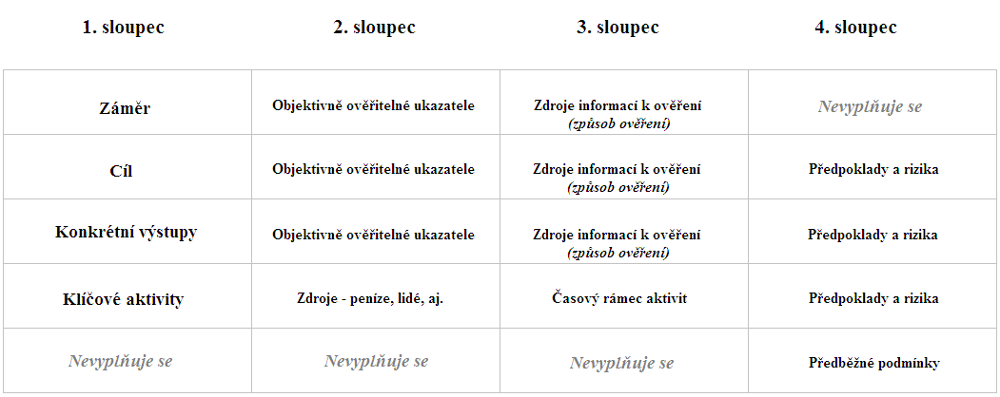 1. sloupec 2. sloupec 3. sloupec 4. sloupec
Záměr Objektivně ověřitelné ukazatele Zdroje informací k ověření Nevyplňuje se
(způsob ověření)
Cíl Objektivně ověřitelné ukazatele Zdroje informací k ověření Předpoklady a rizika
(způsob ověření)
Konkrétní výstupy Objektivně ověřitelné ukazatele Zdroje informací k ověření Předpoklady a rizika
(způsob ověření)
Klíčové aktivity Zdroje - peníze, lidé, aj. Časový rámec aktivit Předpoklady a rizika
Nevyplňuje se Nevyplňuje se Nevyplňuje se Předběžné podmínky